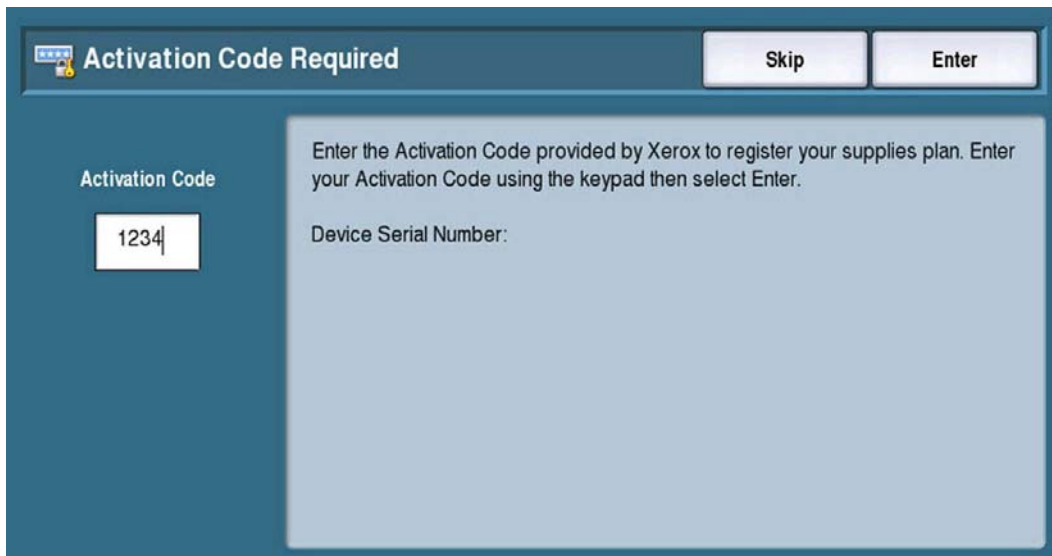 Activation Code Required
Skip
Enter
Activation Code
1234
Enter the Activation Code provided by Xerox to register your supplies plan. Enter
your Activation Code using the keypad then select Enter.
Device Serial Number: